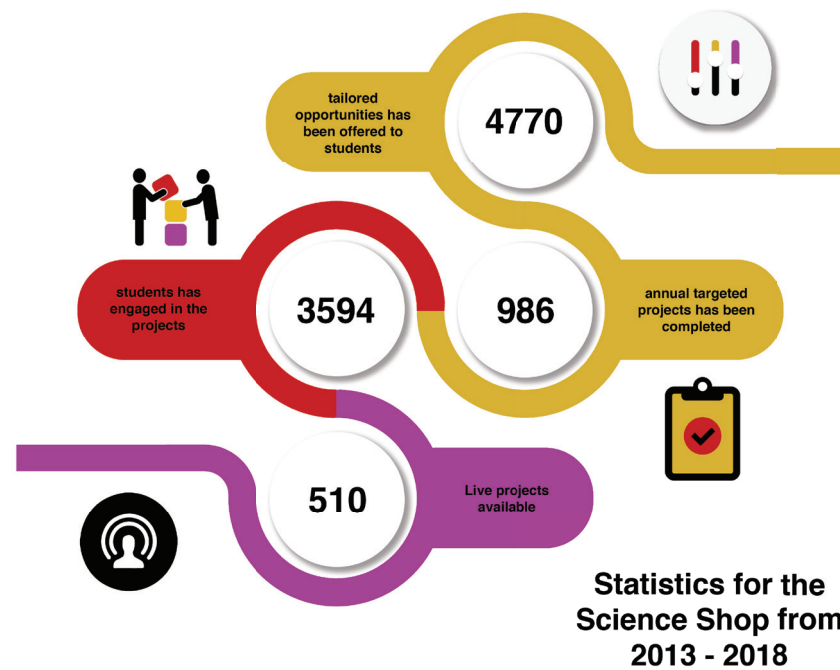 tailored
opportunities has
been offered to
students
4770
students has
engaged in the
projects
3594
986
annual targeted
projects has been
completed
510
Live projects
available
Statistics for the
Science Shop from
2013 - 2018